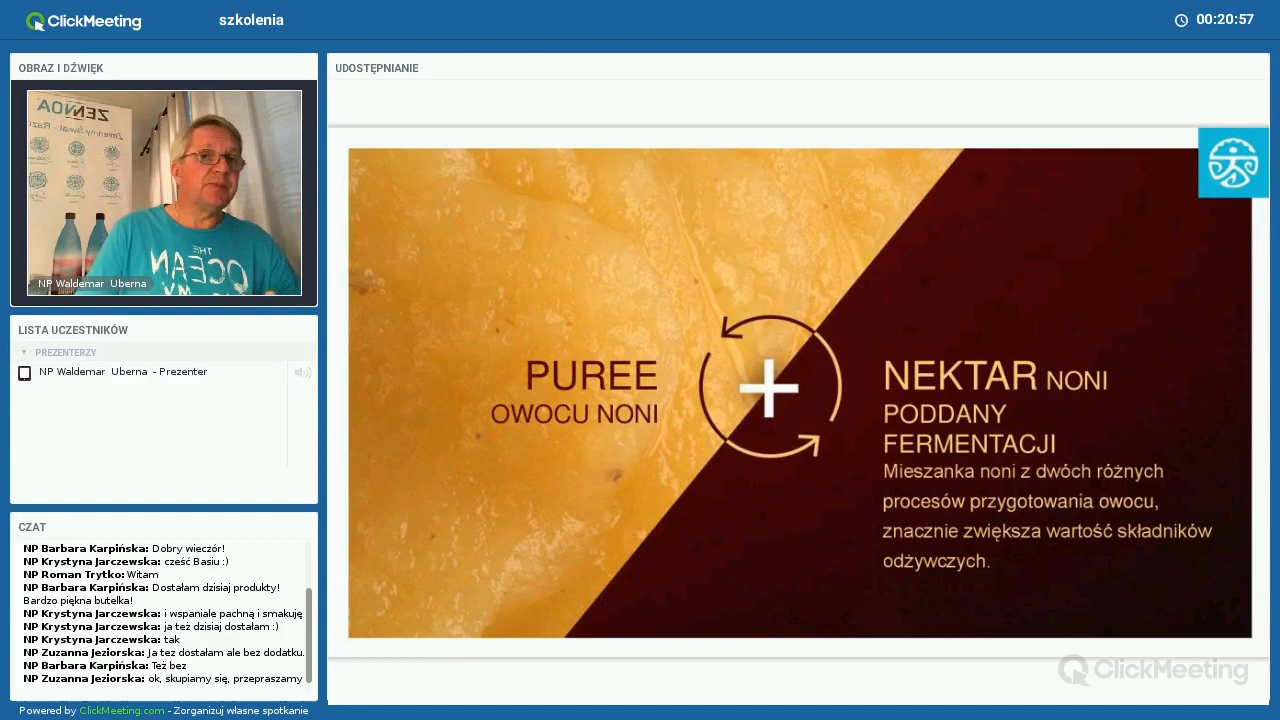 ClickMeeting
szkolenia
00:20:57
OBRAZ I DŹWIĘK
ZENNOA
THE
OCEAN
NP Waldemar Uberna
LISTA UCZESTNIKÓW
PREZENTERZY
NP Waldemar Uberna - Prezenter
CZAT
NP Barbara Karpińska: Dobry wieczór!
NP Krystyna Jarczewska: cześć Basiu :)
NP Roman Trytko: Witam
NP Barbara Karpińska: Dostałam dzisiaj produkty!
Bardzo piękna butelka!
NP Krystyna Jarczewska: i wspaniale pachną i smakuję
NP Krystyna Jarczewska: ja też dzisiaj dostałam :)
NP Krystyna Jarczewska: tak
NP Zuzanna Jeziorska: Ja tez dostałam ale bez dodatku.
NP Barbara Karpińska: Też bez
NP Zuzanna Jeziorska: ok, skupiamy się, przepraszamy
Powered by ClickMeeting.com - Zorganizuj własne spotkanie
UDOSTĘPNIANIE
PUREE
OWOCU NONI
NEKTAR NONI
PODDANY
FERMENTACJI
Mieszanka noni z dwóch różnych
procesów przygotowania owocu,
znacznie zwiększa wartość składników
odżywczych.
ClickMeeting